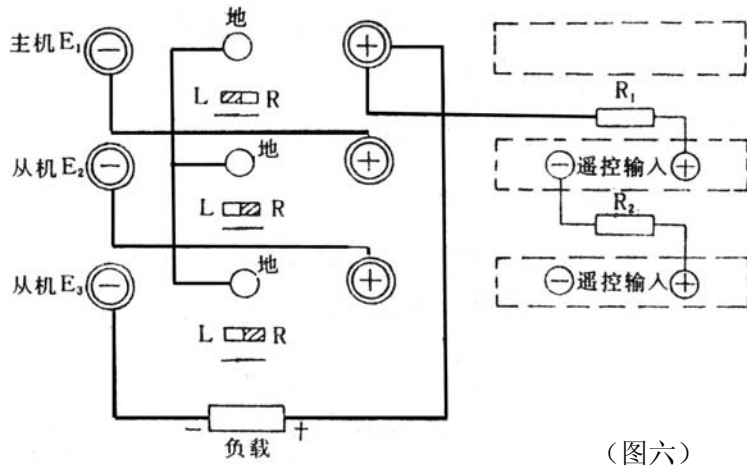 地
主机E₁ − + R₁
L R
从机E₂ − 地 + − 遥控输入 +
L R R₂
从机E₃ − 地 + − 遥控输入 +
L R
− 负载 +
(图六)